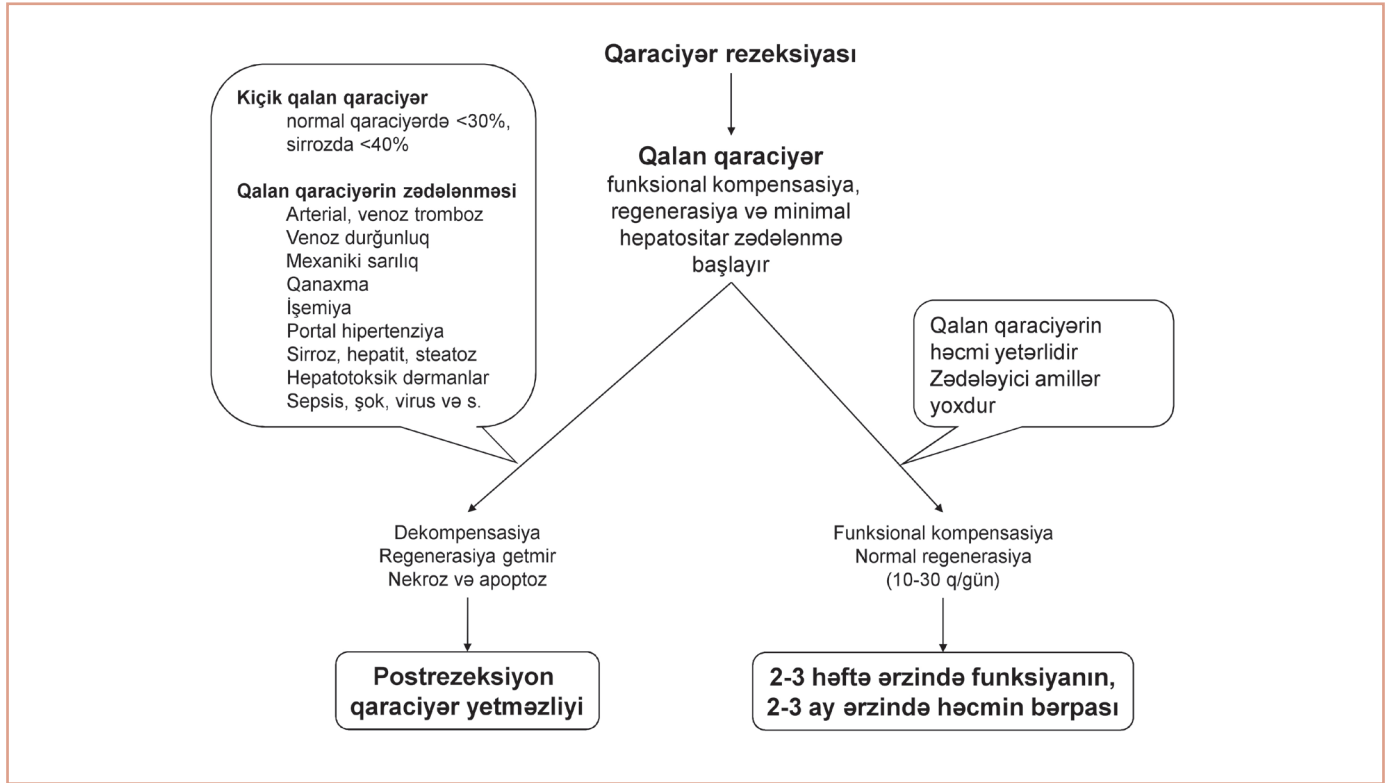 Qaraciyər rezeksiyası
Kiçik qalan qaraciyər
normal qaraciyərdə <30%,
sirrozda <40%
Qalan qaraciyərin zədələnməsi
Arterial, venoz tromboz
Venoz durğunluq
Mexaniki sarılıq
Qanaxma
İşemiya
Portal hipertenziya
Sirroz, hepatit, steatoz
Hepatotoksik dərmanlar
Sepsis, şok, virus və s.
Qalan qaraciyər
funksional kompensasiya,
regenerasiya və minimal
hepatositar zədələnmə
başlayır
Qalan qaraciyərin
həcmi yetərlidir
Zədələyici amillər
yoxdur
Dekompensasiya
Regenerasiya getmir
Nekroz və apoptoz
Funksional kompensasiya
Normal regenerasiya
(10-30 q/gün)
Postrezeksiyon
qaraciyər yetməzliyi
2-3 həftə ərzində funksiyanın,
2-3 ay ərzində həcmin bərpası